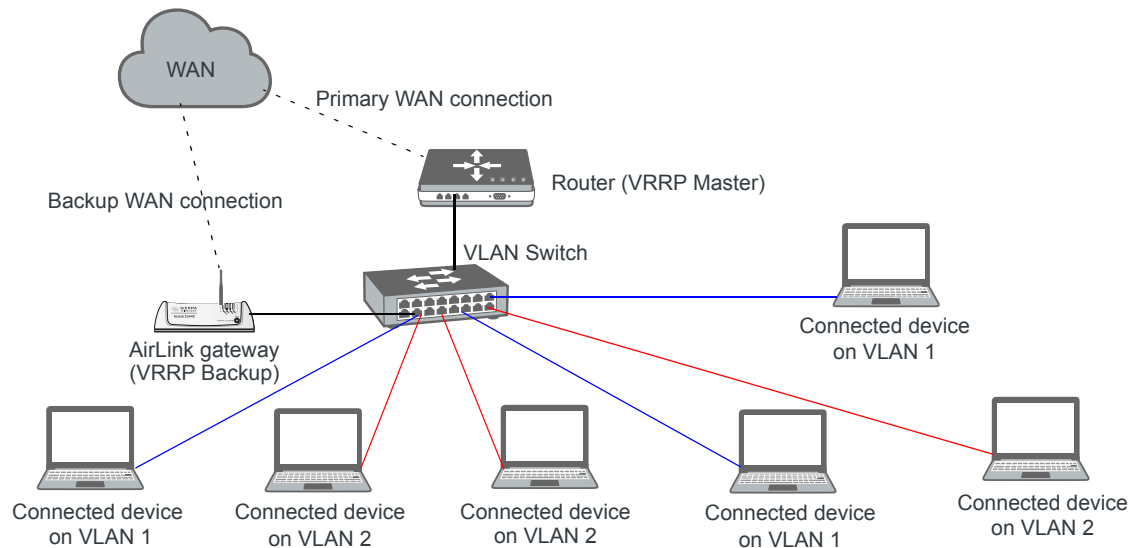 WAN
Primary WAN connection
Router (VRRP Master)
Backup WAN connection
VLAN Switch
SIERRA
AirLink gateway
(VRRP Backup)
Connected device
on VLAN 1
Connected device
on VLAN 1
Connected device
on VLAN 2
Connected device
on VLAN 2
Connected device
on VLAN 1
Connected device
on VLAN 2